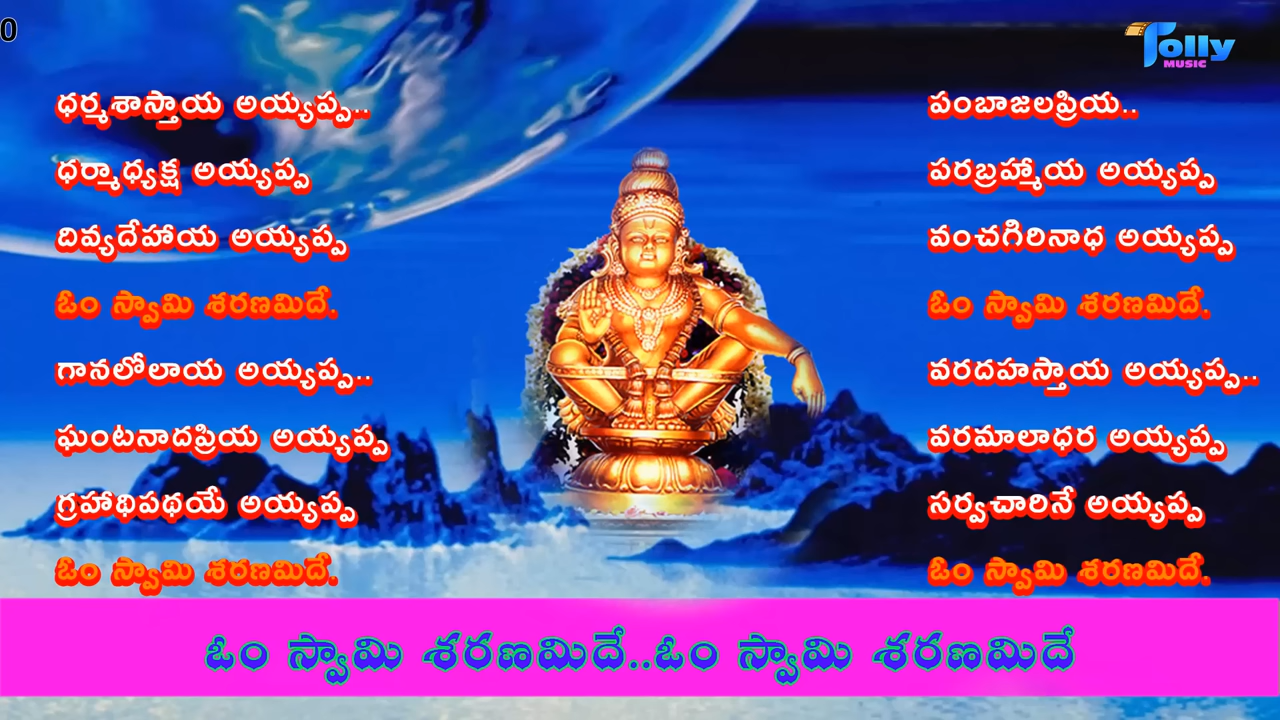 0
Tolly
MUSIC
ధర్మశాస్తాయ అయ్యప్ప..
ధర్మాధ్యక్ష అయ్యప్ప
దివ్యదేహాయ అయ్యప్ప
ఓం స్వామి శరణమిదే.
గానలోలాయ అయ్యప్ప..
ఘంటనాదప్రియ అయ్యప్ప
గ్రహాథిపథయే అయ్యప్ప
ఓం స్వామి శరణమిదే.
పంబాజలప్రియ..
పరబ్రహ్మాయ అయ్యప్ప
వంచగిరినాధ అయ్యప్ప
ఓం స్వామి శరణమిదే.
వరదహస్తాయ అయ్యప్ప..
వరమాలాధర అయ్యప్ప
సర్వచారినే అయ్యప్ప
ఓం స్వామి శరణమిదే.
ఓం స్వామి శరణమిదే..ఓం స్వామి శరణమిదే